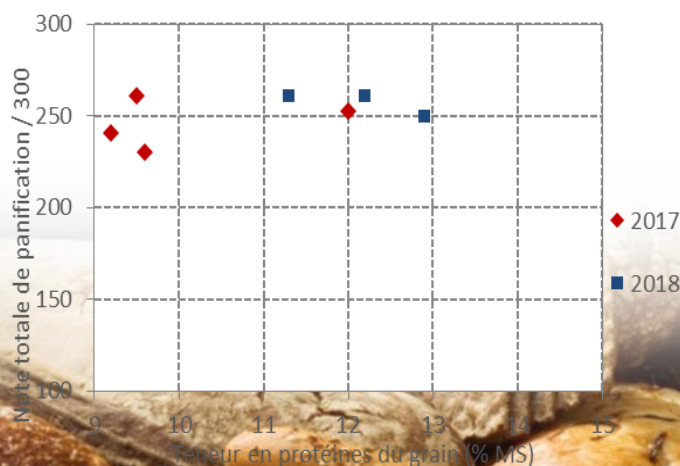 Note totale de panification / 300
300
250
200
150
100
9 10 11 12 13 14 15
Teneur en protéines du grain (% MS)
2017
2018